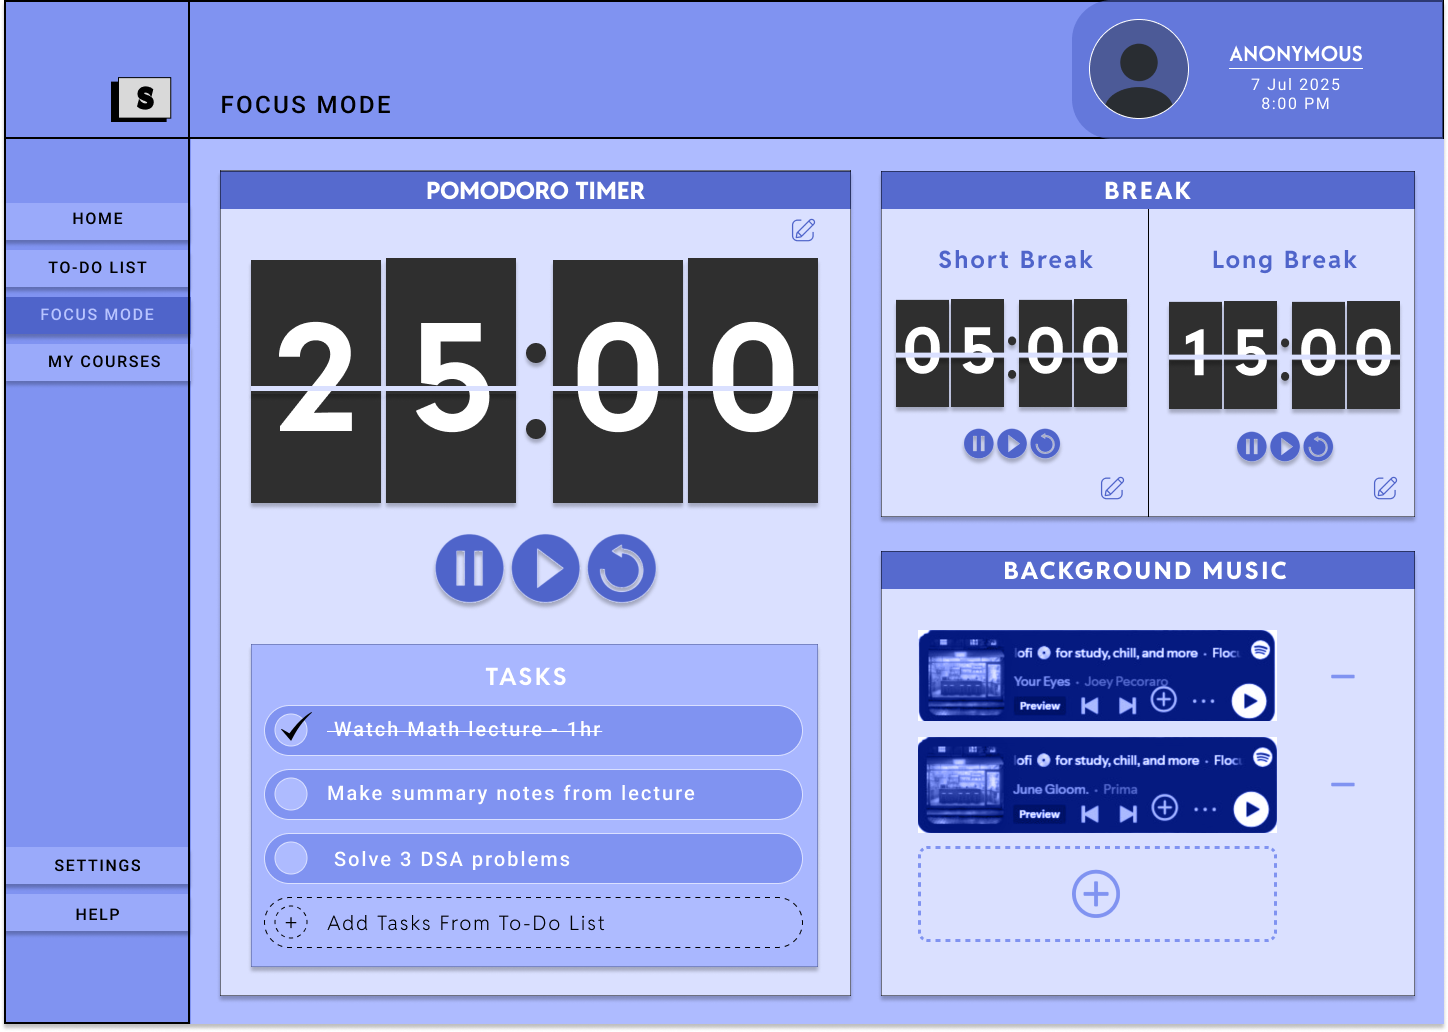 S
FOCUS MODE
ANONYMOUS
7 Jul 2025
8:00 PM
HOME
TO-DO LIST
FOCUS MODE
MY COURSES
SETTINGS
HELP
POMODORO TIMER
25:00
TASKS
Watch Math lecture - 1hr
Make summary notes from lecture
Solve 3 DSA problems
+ Add Tasks From To-Do List
BREAK
Short Break
05:00
Long Break
15:00
BACKGROUND MUSIC
lofi for study, chill, and more · Floc
Your Eyes · Joey Pecoraro
Preview
lofi for study, chill, and more · Floc
June Gloom. · Prima
Preview